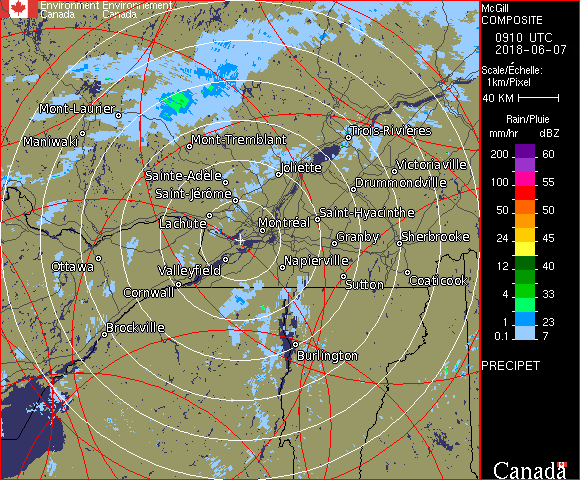 Environment Environnement
Canada Canada
McGill
COMPOSITE
0910 UTC
2018-06-07
Scale/Échelle:
1km/Pixel
40 KM
Rain/Pluie
mm/hr dBZ
200 60
100 55
50 50
24 45
12 40
4 33
1 23
0.1 7
PRECIPET
Canada
Mont-Laurier
Maniwaki
Mont-Tremblant
Trois-Rivières
Sainte-Adèle
Joliette
Victoriaville
Saint-Jérôme
Drummondville
Lachute
Montréal
Saint-Hyacinthe
Granby
Sherbrooke
Ottawa
Valleyfield
Napierville
Cornwall
Sutton
Coaticook
Brockville
Burlington